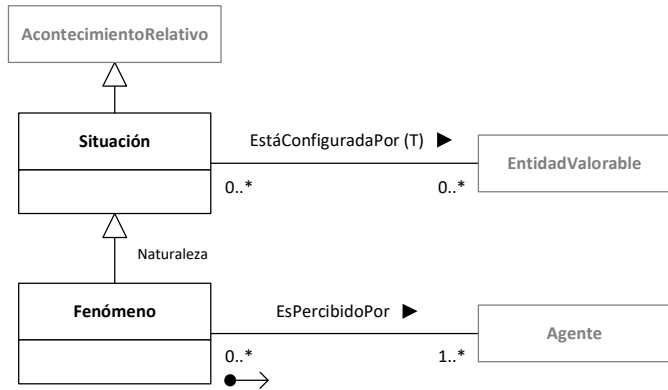 AcontecimientoRelativo
Situación
EstáConfiguradaPor (T)
EntidadValorable
0..*
0..*
Naturaleza
Fenómeno
EsPercibidoPor
Agente
0..*
1..*